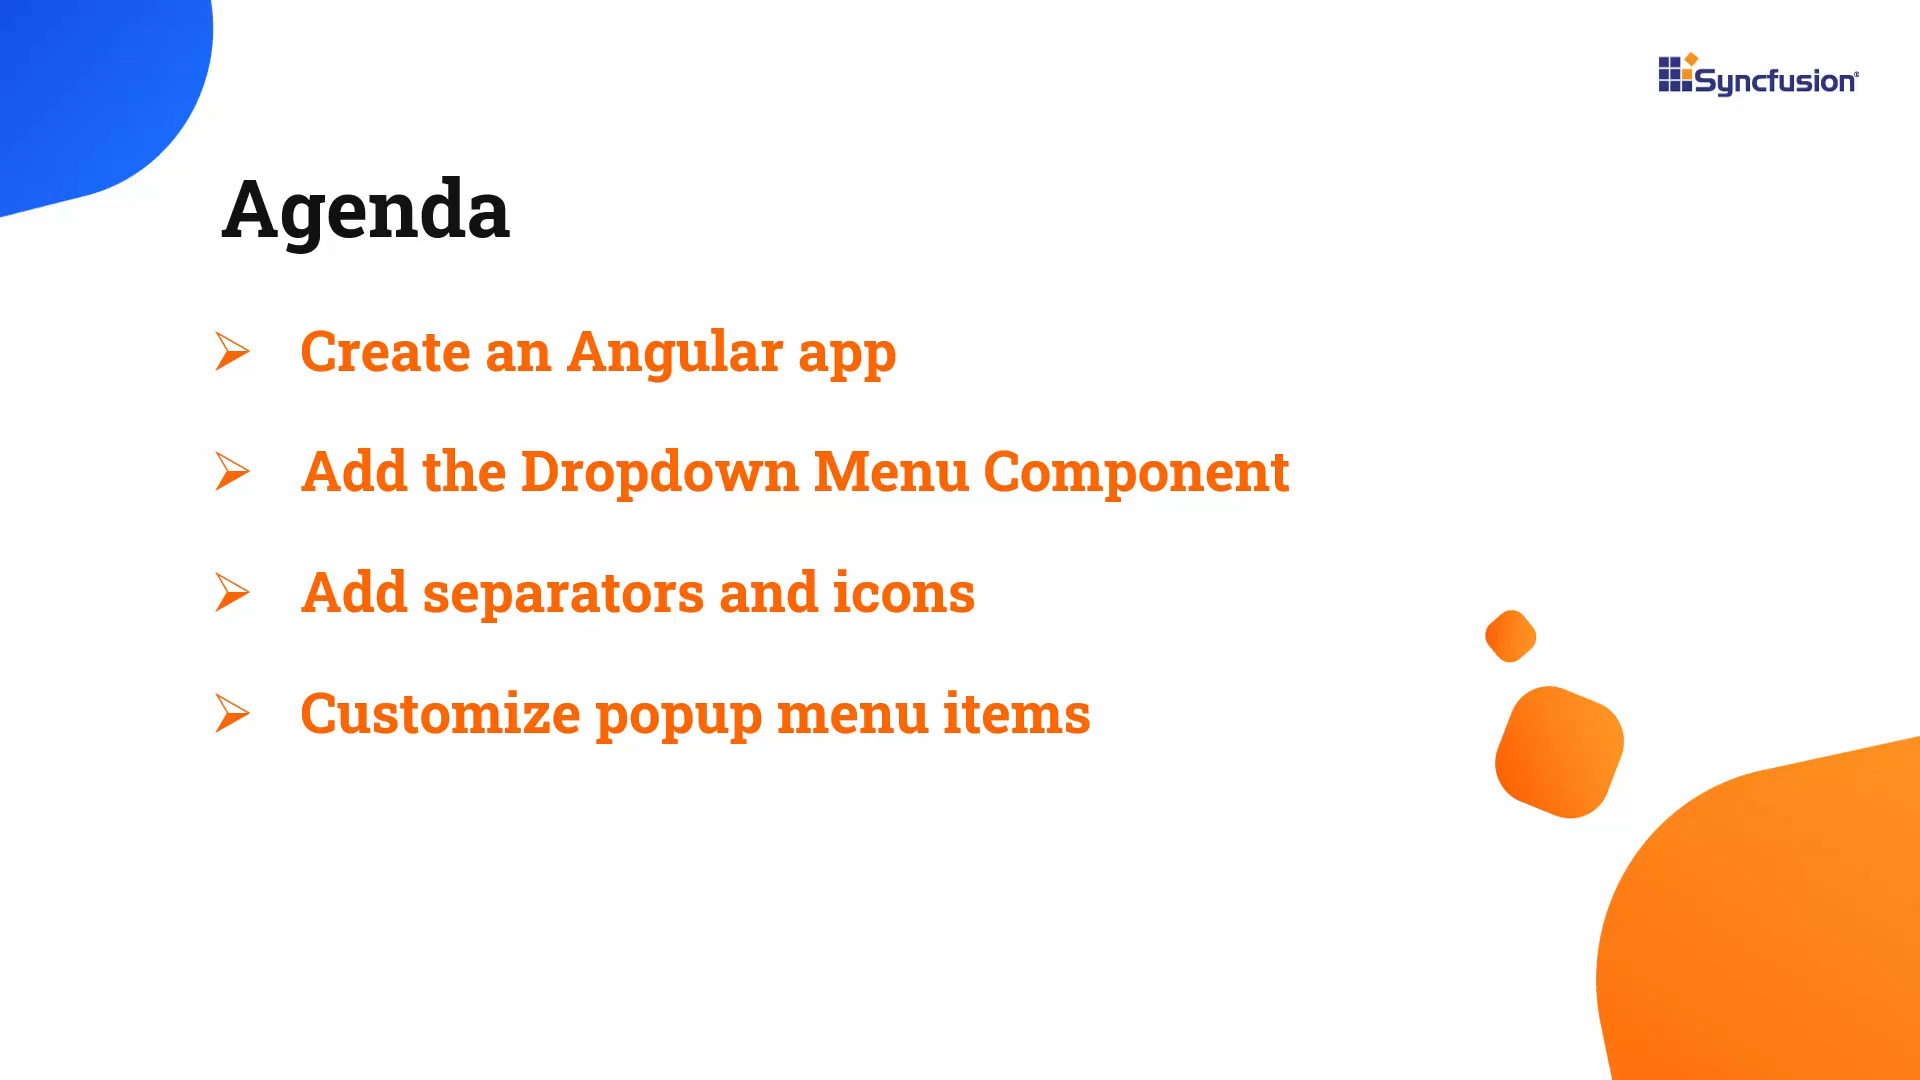 Syncfusion®
Agenda
➢ Create an Angular app
➢ Add the Dropdown Menu Component
➢ Add separators and icons
➢ Customize popup menu items